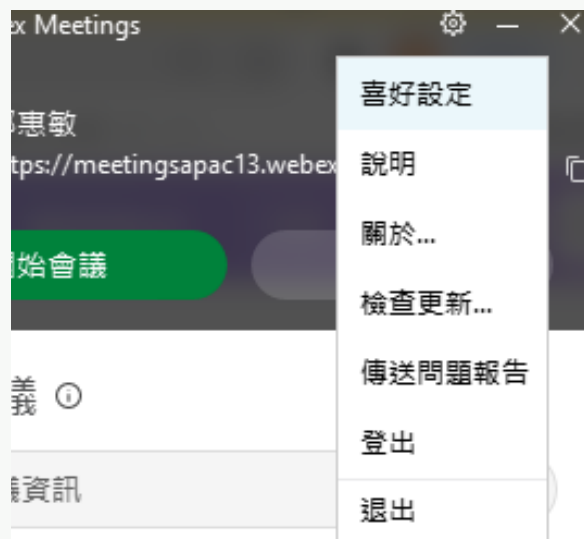 Meetings
惠敏
喜好設定
說明
關於...
檢查更新...
傳送問題報告
登出
退出
tps://meetingsapac13.webex
始會議
義
資訊